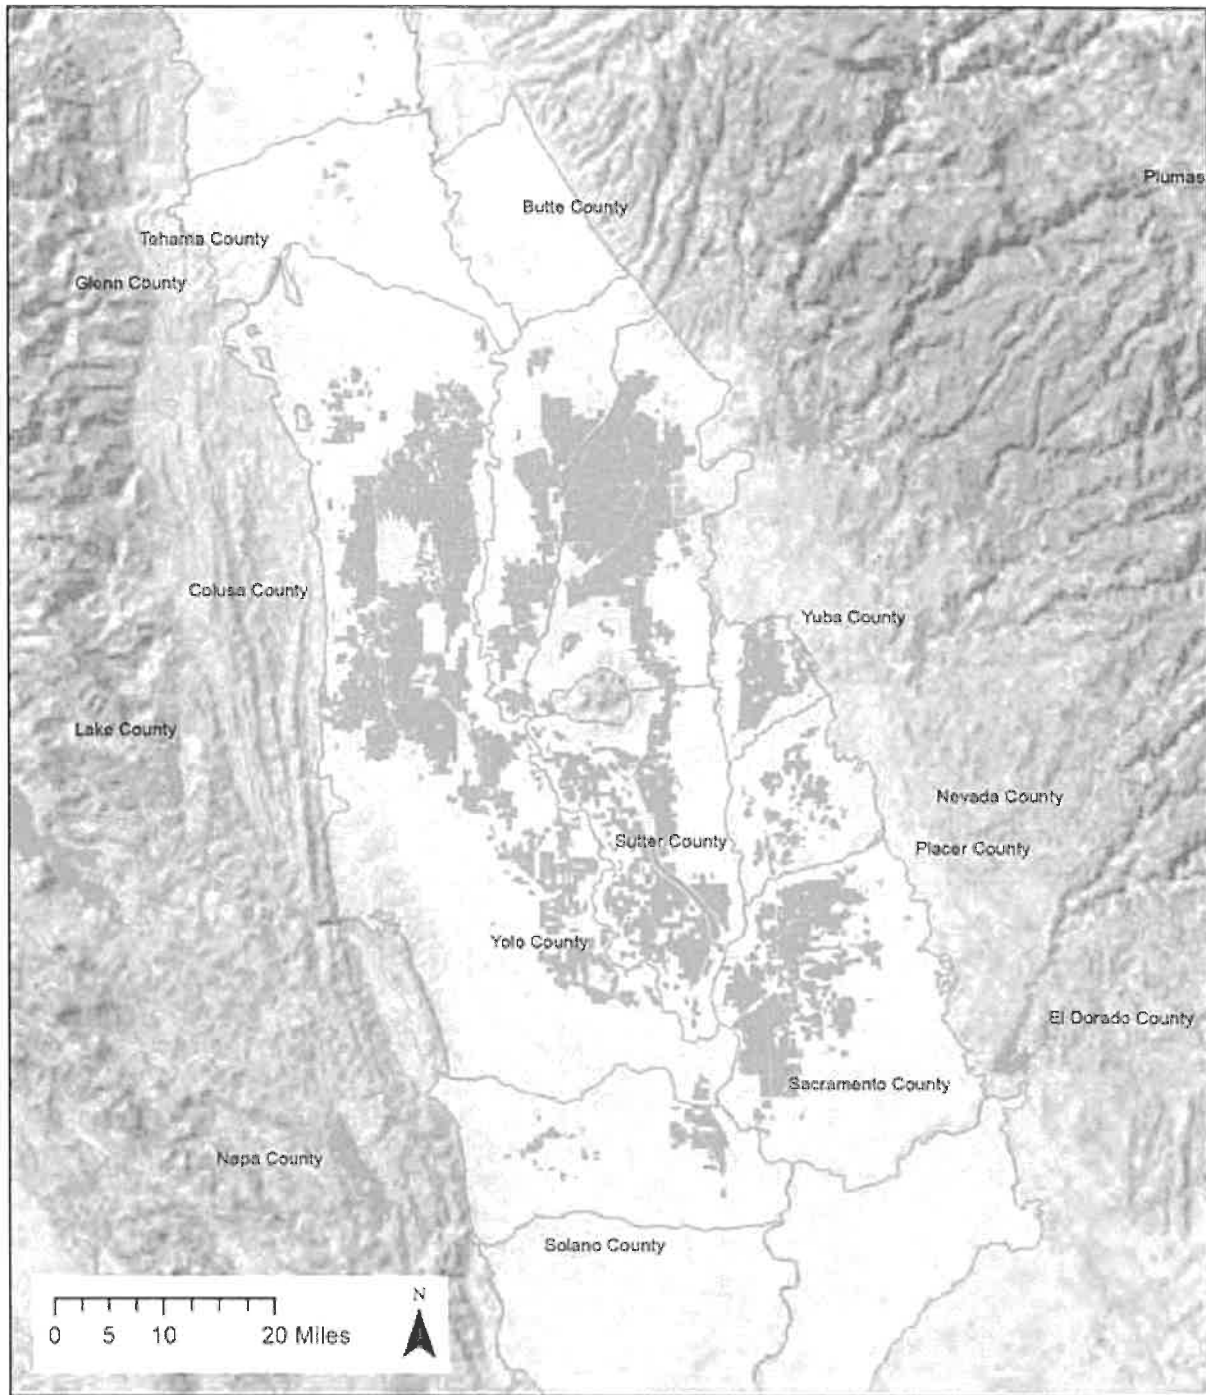 Plumas
Butte County
Tehama County
Glenn County
Colusa County
Yuba County
Lake County
Nevada County
Sutter County
Placer County
Yolo County
El Dorado County
Sacramento County
Napa County
Solano County
N
0 5 10 20 Miles